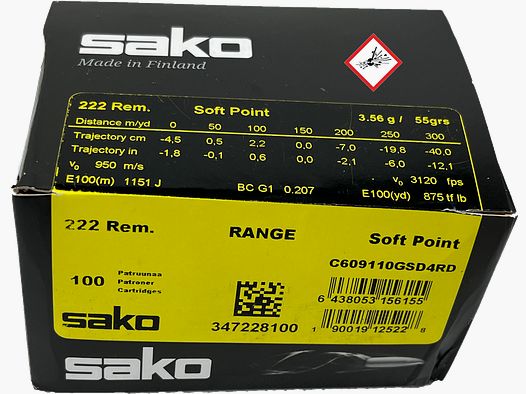 sako
Made in Finland
222 Rem. Soft Point 3.56 g / 55grs
Distance m/yd 0 50 100 150 200 250 300
Trajectory cm -4,5 0,5 2,2 0,0 -7,0 -19,8 -40,0
Trajectory in -1,8 -0,1 0,6 0,0 -2,1 -6,0 -12,1
v₀ 950 m/s v₀ 3120 fps
E100(m) 1151 J BC G1 0.207 E100(yd) 875 tf lb
222 Rem. RANGE Soft Point
C609110GSD4RD
100 Patruunaa
Patroner
Cartridges
6 438053 156155
sako 347228100 1 90019 12522 8
sako